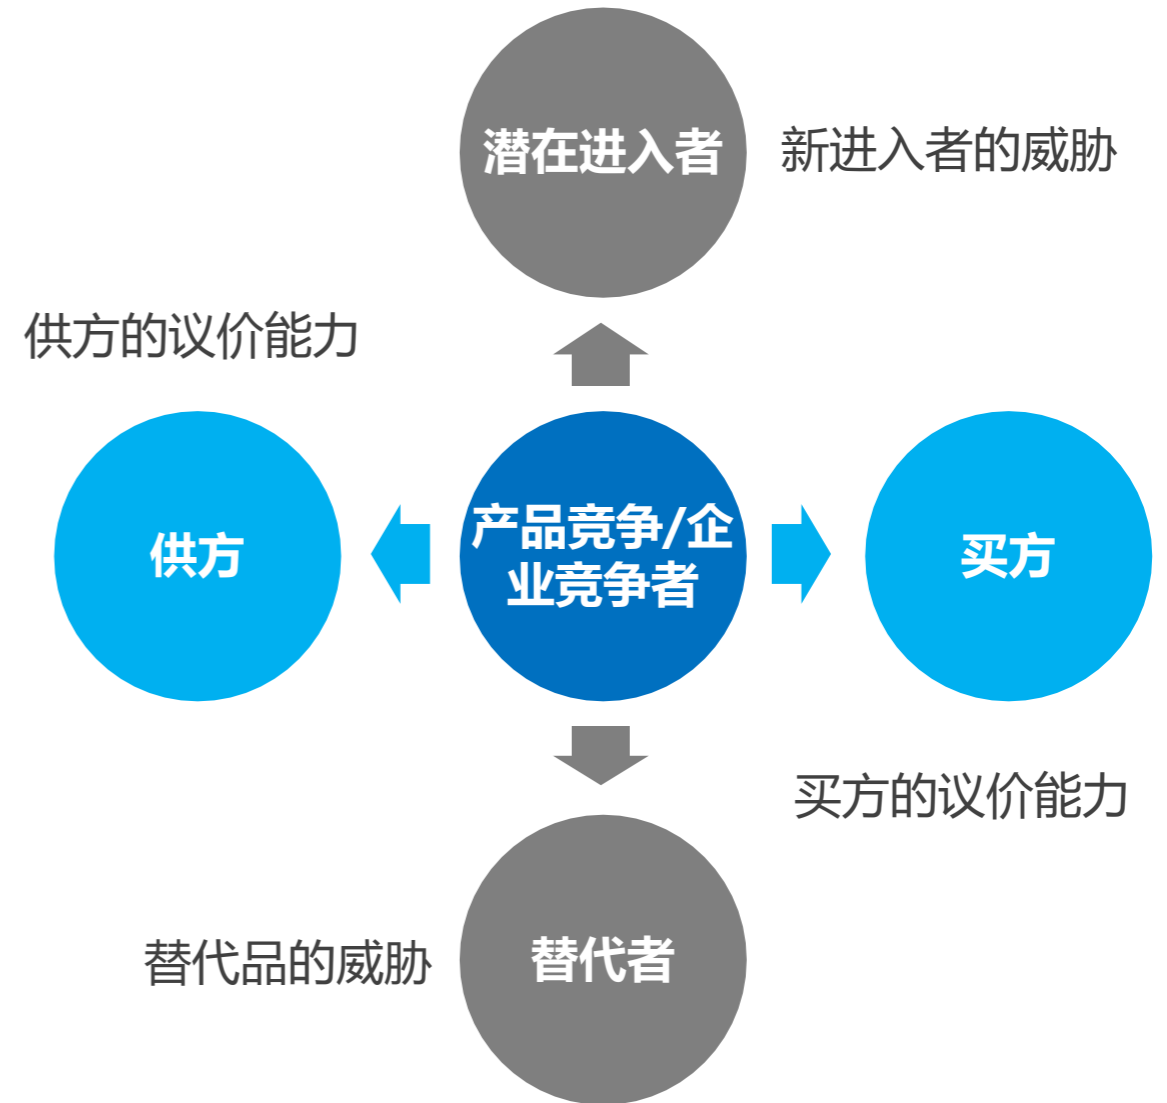 潜在进入者
新进入者的威胁
供方的议价能力
供方
产品竞争/企
业竞争者
买方
买方的议价能力
替代品的威胁
替代者